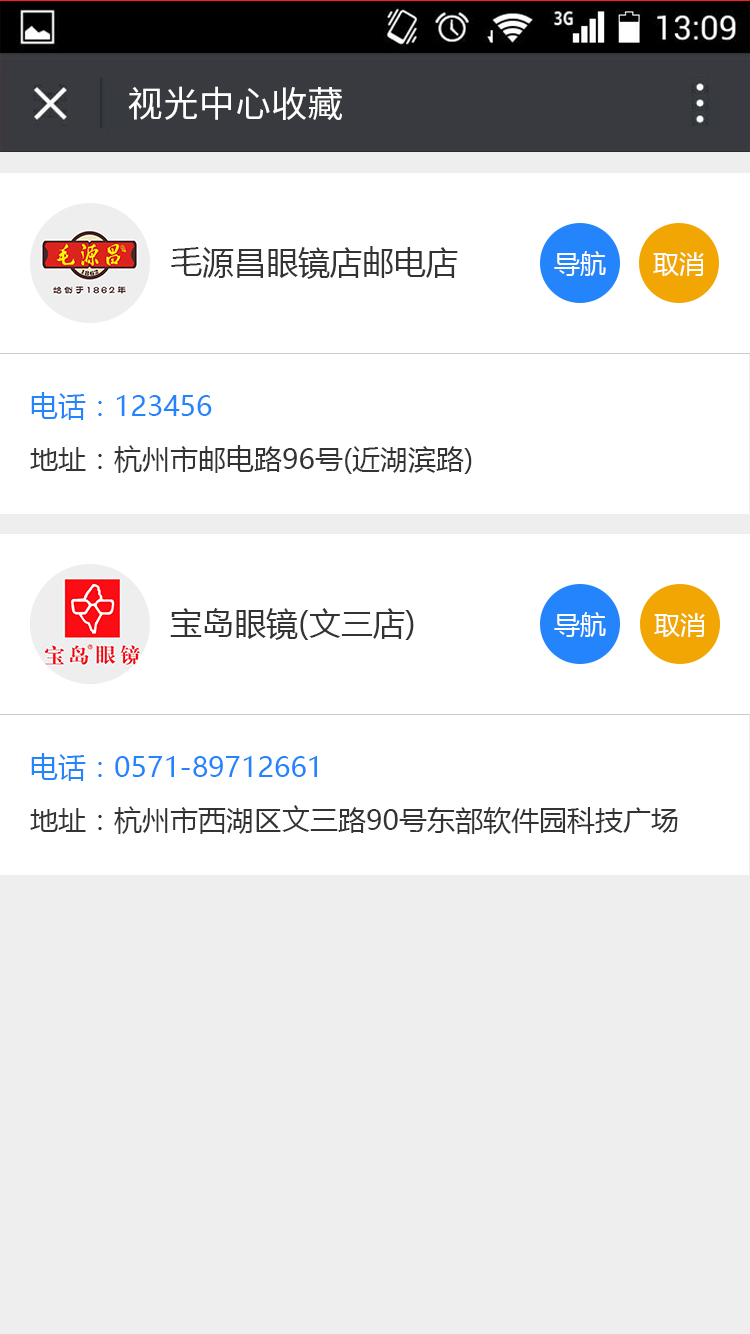 3G 13:09
视光中心收藏
毛源昌
1862
始创于1862年
毛源昌眼镜店邮电店
导航
取消
电话：123456
地址：杭州市邮电路96号(近湖滨路)
宝岛®眼镜
宝岛眼镜(文三店)
导航
取消
电话：0571-89712661
地址：杭州市西湖区文三路90号东部软件园科技广场